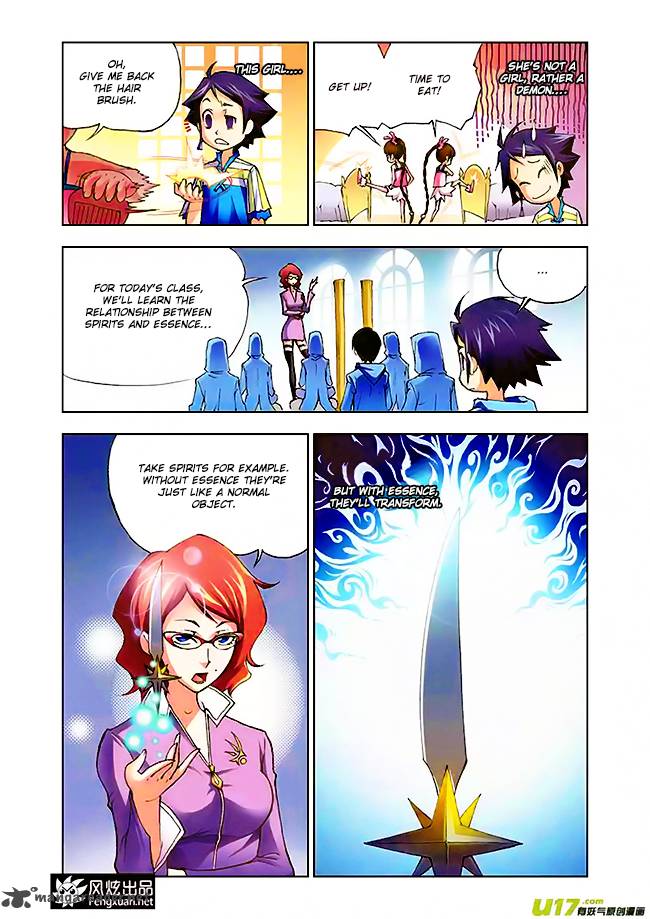 OH,
GIVE ME BACK
THE HAIR
BRUSH.
THIS GIRL....
GET UP!
TIME TO
EAT!
SHE'S NOT A
GIRL, RATHER A
DEMON....
FOR TODAY'S CLASS,
WE'LL LEARN THE
RELATIONSHIP BETWEEN
SPIRITS AND ESSENCE...
...
TAKE SPIRITS FOR EXAMPLE.
WITHOUT ESSENCE THEY'RE
JUST LIKE A NORMAL
OBJECT.
BUT WITH ESSENCE,
THEY'LL TRANSFORM.
风炫出品
Fengxuan.net
U17.com
有妖气原创漫画